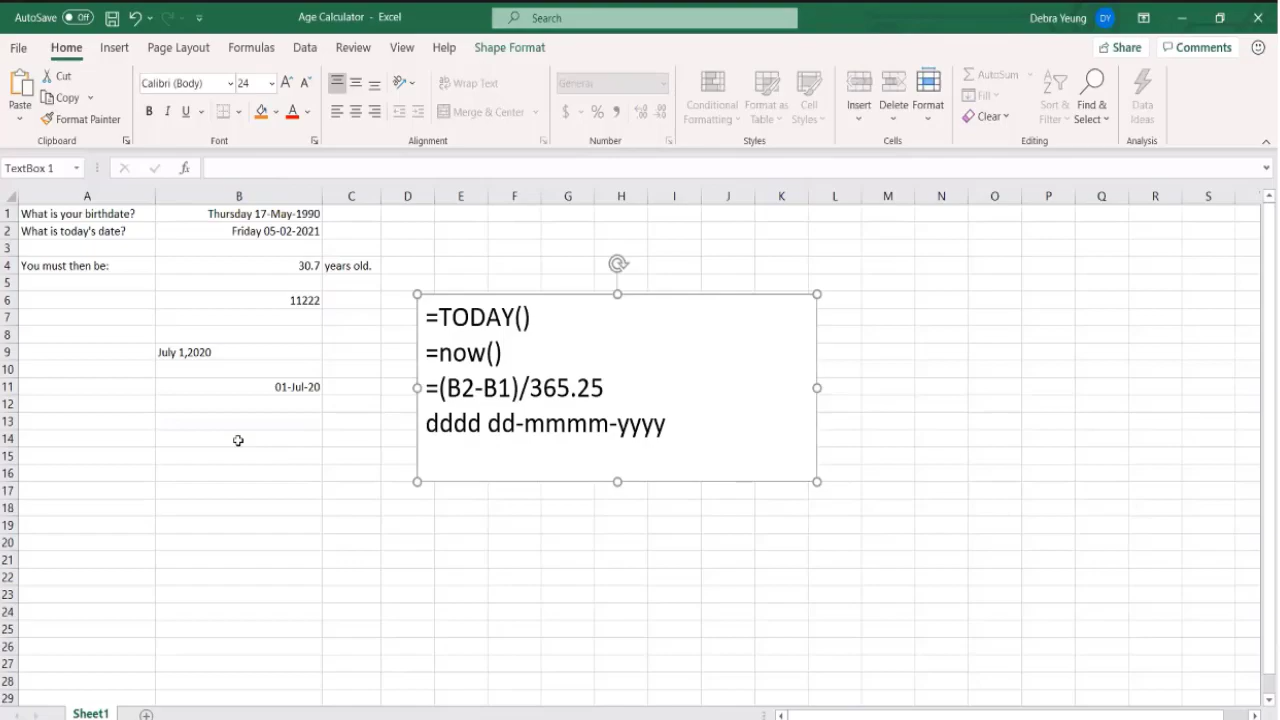 AutoSave Off Age Calculator - Excel Search Debra Yeung DY
File Home Insert Page Layout Formulas Data Review View Help Shape Format Share Comments
Paste Cut Copy Format Painter
Calibri (Body) 24 A A B I U A
Wrap Text Merge & Center
General $ % 9
Conditional Formatting Format as Table Cell Styles
Insert Delete Format
AutoSum Fill Clear Sort & Filter Find & Select
Data Ideas
Clipboard Font Alignment Number Styles Cells Editing Analysis
TextBox 1 fx
A B C D E F G H I J K L M N O P Q R S
1 What is your birthdate? Thursday 17-May-1990
2 What is today's date? Friday 05-02-2021
3
4 You must then be: 30.7 years old.
5
6 11222
7
8
9 July 1,2020
10
11 01-Jul-20
12
13
14
15
16
17
18
19
20
21
22
23
24
25
26
27
28
29
=TODAY()
=now()
=(B2-B1)/365.25
dddd dd-mmmm-yyyy
Sheet1